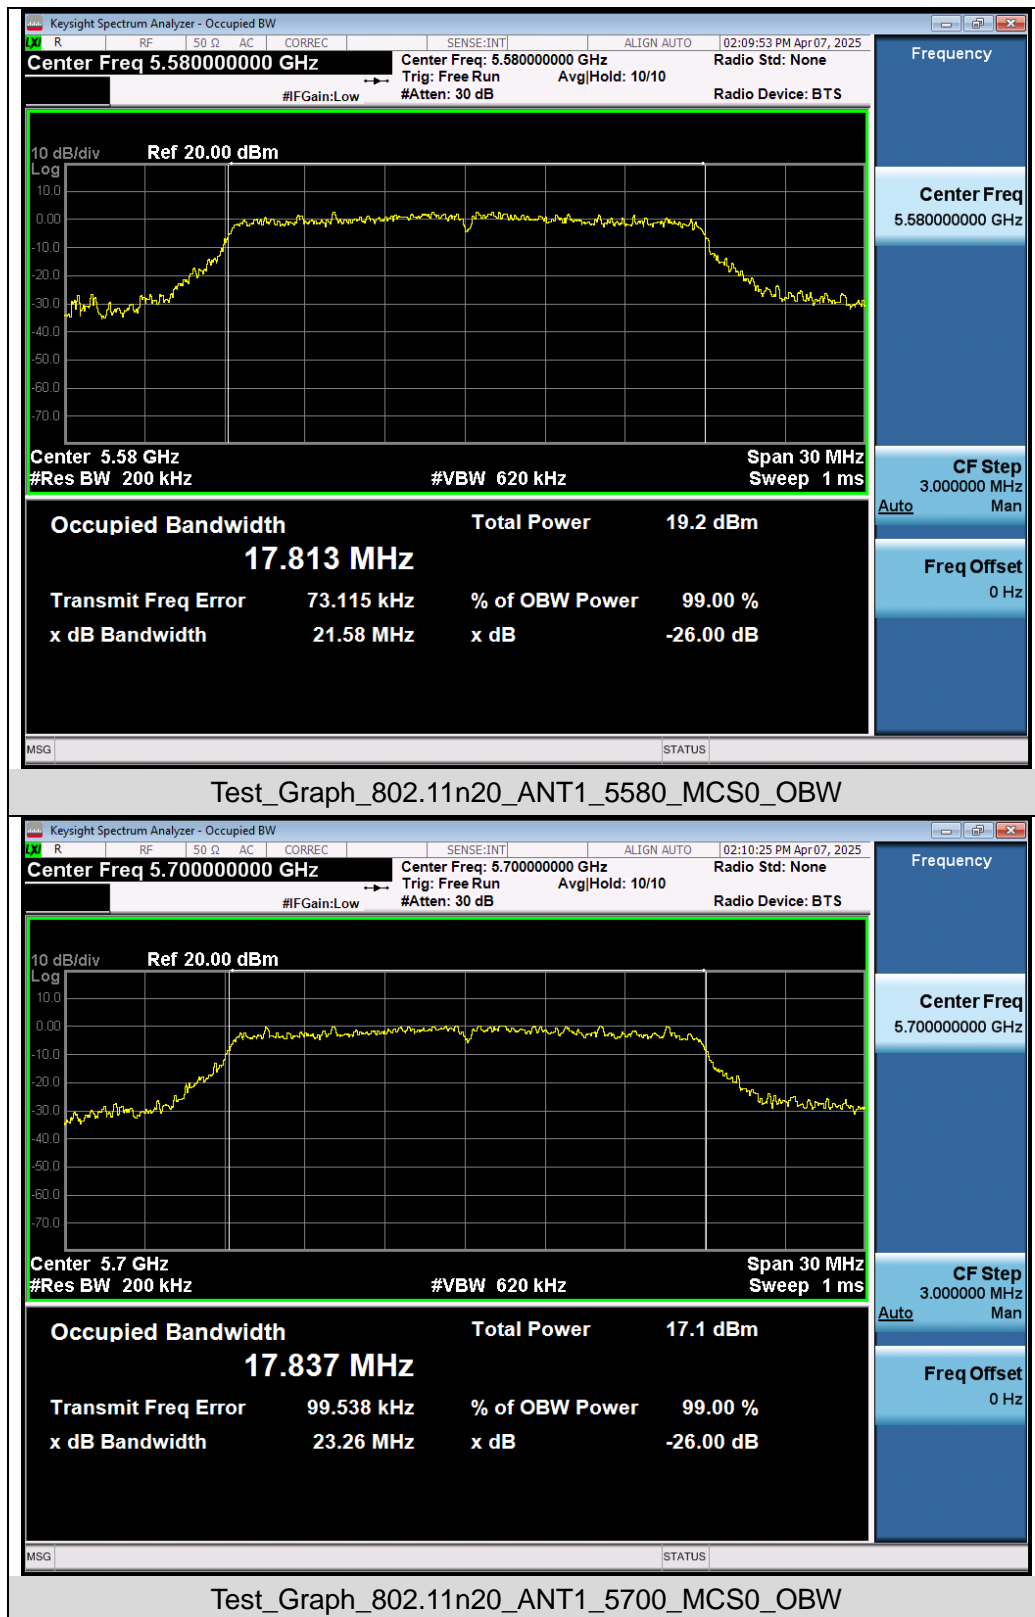 Keysight Spectrum Analyzer - Occupied BW
LXI R RF 50 Ω AC CORREC SENSE:INT ALIGN AUTO 02:09:53 PM Apr 07, 2025
Center Freq 5.580000000 GHz Center Freq: 5.580000000 GHz Radio Std: None Frequency
Trig: Free Run Avg|Hold: 10/10
#IFGain:Low #Atten: 30 dB Radio Device: BTS
10 dB/div Ref 20.00 dBm
Log
10.0
0.00
-10.0
-20.0
-30.0
-40.0
-50.0
-60.0
-70.0
Center 5.58 GHz Span 30 MHz
#Res BW 200 kHz #VBW 620 kHz Sweep 1 ms
Center Freq
5.580000000 GHz
CF Step
3.000000 MHz
Auto Man
Freq Offset
0 Hz
Occupied Bandwidth Total Power 19.2 dBm
17.813 MHz
Transmit Freq Error 73.115 kHz % of OBW Power 99.00 %
x dB Bandwidth 21.58 MHz x dB -26.00 dB
MSG STATUS
Test_Graph_802.11n20_ANT1_5580_MCS0_OBW
Keysight Spectrum Analyzer - Occupied BW
LXI R RF 50 Ω AC CORREC SENSE:INT ALIGN AUTO 02:10:25 PM Apr 07, 2025
Center Freq 5.700000000 GHz Center Freq: 5.700000000 GHz Radio Std: None Frequency
Trig: Free Run Avg|Hold: 10/10
#IFGain:Low #Atten: 30 dB Radio Device: BTS
10 dB/div Ref 20.00 dBm
Log
10.0
0.00
-10.0
-20.0
-30.0
-40.0
-50.0
-60.0
-70.0
Center 5.7 GHz Span 30 MHz
#Res BW 200 kHz #VBW 620 kHz Sweep 1 ms
Center Freq
5.700000000 GHz
CF Step
3.000000 MHz
Auto Man
Freq Offset
0 Hz
Occupied Bandwidth Total Power 17.1 dBm
17.837 MHz
Transmit Freq Error 99.538 kHz % of OBW Power 99.00 %
x dB Bandwidth 23.26 MHz x dB -26.00 dB
MSG STATUS
Test_Graph_802.11n20_ANT1_5700_MCS0_OBW